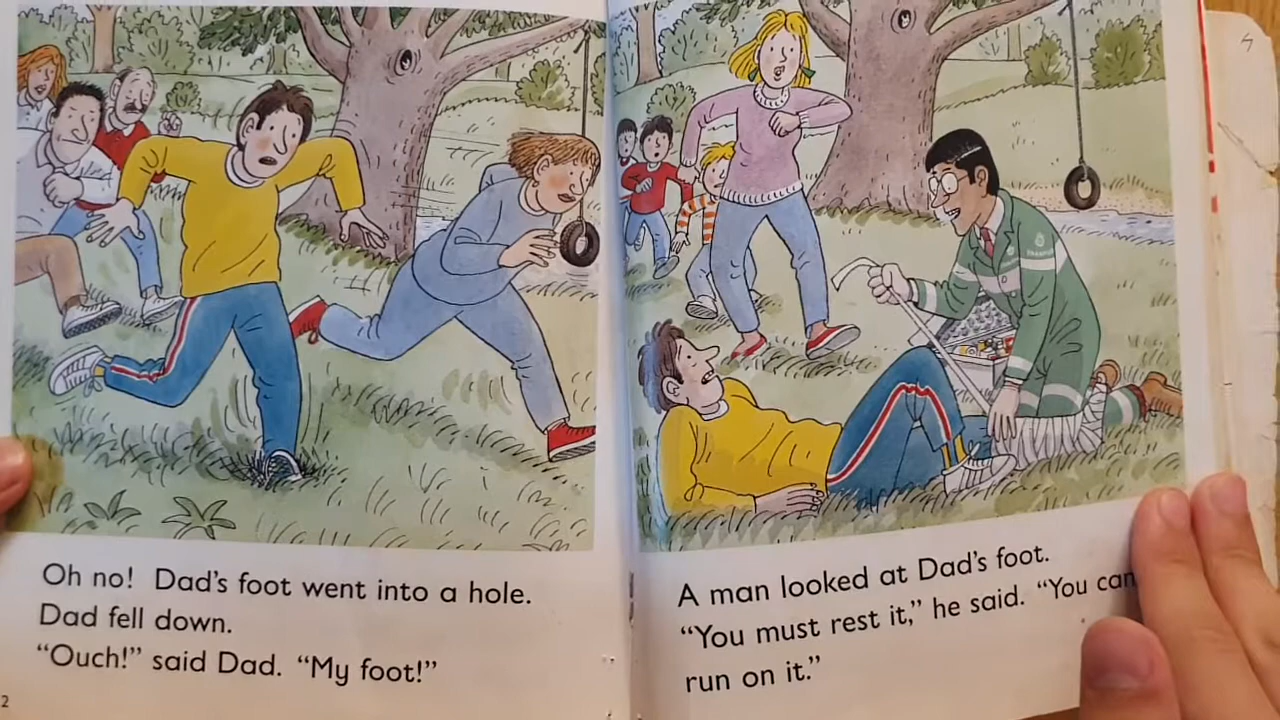 Oh no! Dad's foot went into a hole.
Dad fell down.
"Ouch!" said Dad. "My foot!"
2
A man looked at Dad's foot.
"You must rest it," he said. "You can
run on it."